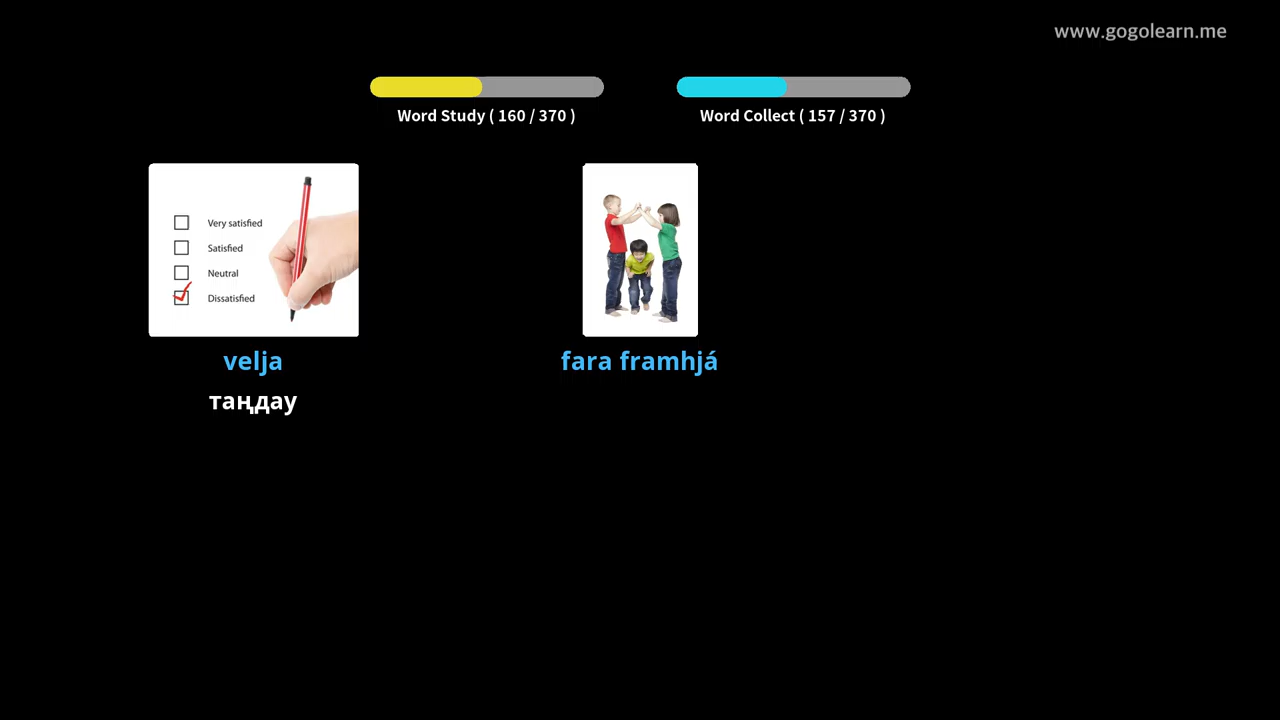 www.gogolearn.me
Word Study ( 160 / 370 )
Word Collect ( 157 / 370 )
Very satisfied
Satisfied
Neutral
Dissatisfied
velja
fara framhjá
таңдау